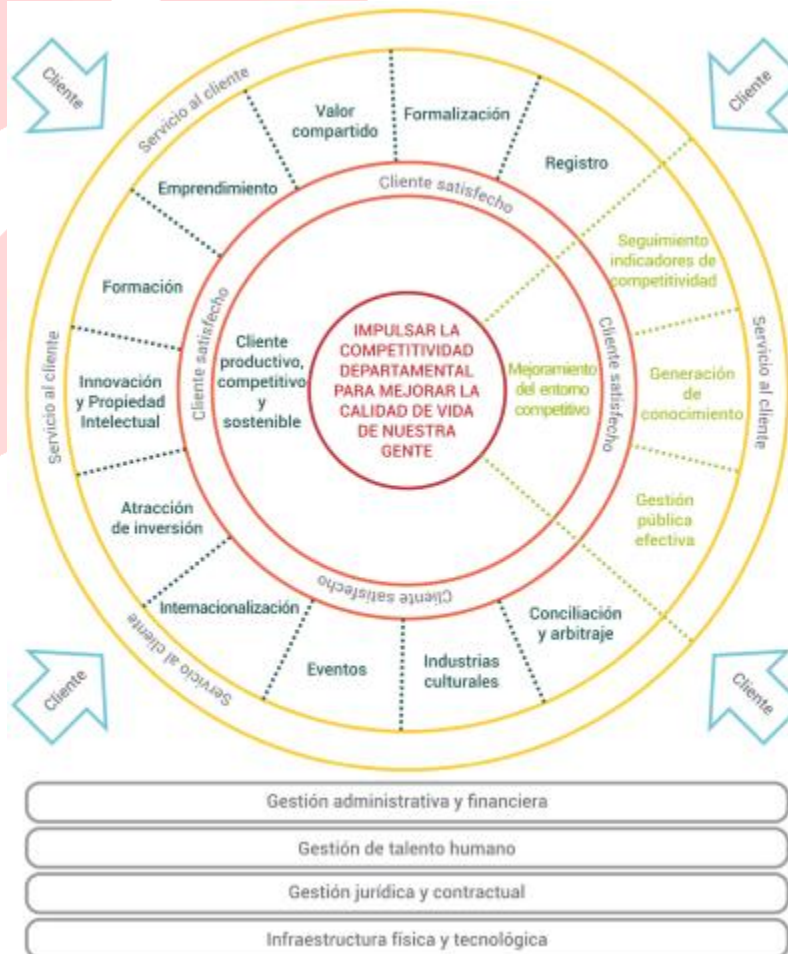 Cliente
Cliente
Servicio al cliente
Valor
compartido
Formalización
Registro
Emprendimiento
Cliente satisfecho
Seguimiento
indicadores de
competitividad
Formación
Cliente satisfecho
Cliente
productivo,
competitivo
y
sostenible
IMPULSAR LA
COMPETITIVIDAD
DEPARTAMENTAL
PARA MEJORAR LA
CALIDAD DE VIDA
DE NUESTRA
GENTE
Mejoramiento
del entorno
competitivo
Cliente satisfecho
Generación
de
conocimiento
Servicio al cliente
Servicio al cliente
Innovación
y Propiedad
Intelectual
Gestión
pública
efectiva
Atracción
de inversión
Cliente satisfecho
Internacionalización
Conciliación
y arbitraje
Eventos
Industrias
culturales
Servicio al cliente
Cliente
Cliente
Gestión administrativa y financiera
Gestión de talento humano
Gestión jurídica y contractual
Infraestructura física y tecnológica